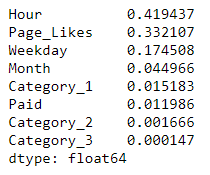 Hour 0.419437
Page_Likes 0.332107
Weekday 0.174508
Month 0.044966
Category_1 0.015183
Paid 0.011986
Category_2 0.001666
Category_3 0.000147
dtype: float64